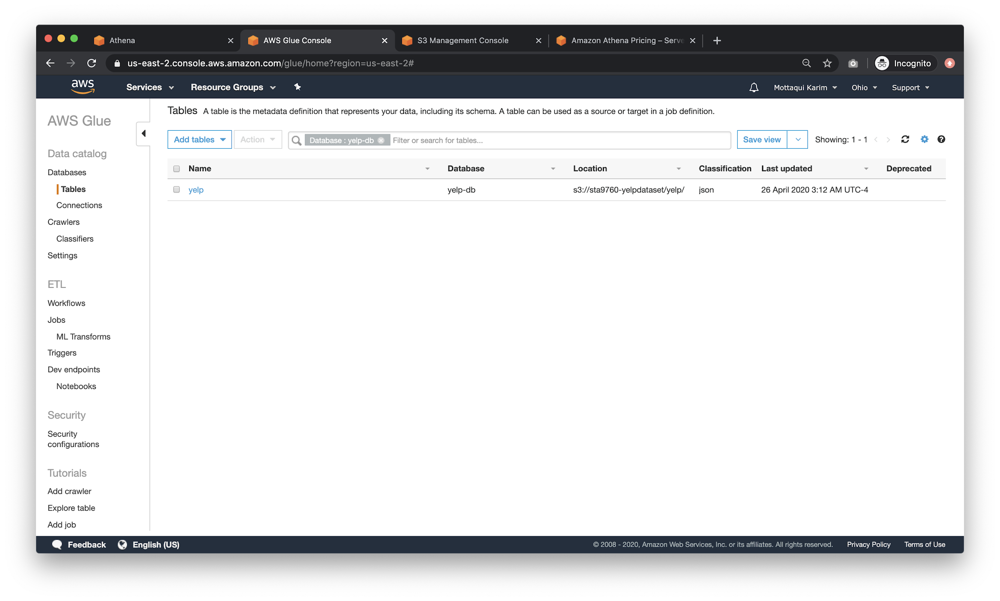 Athena
AWS Glue Console
S3 Management Console
Amazon Athena Pricing – Serve
us-east-2.console.aws.amazon.com/glue/home?region=us-east-2#
Incognito
aws
Services
Resource Groups
Mottaqui Karim
Ohio
Support
AWS Glue
Data catalog
Databases
Tables
Connections
Crawlers
Classifiers
Settings
ETL
Workflows
Jobs
ML Transforms
Triggers
Dev endpoints
Notebooks
Security
Security
configurations
Tutorials
Add crawler
Explore table
Add job
Tables A table is the metadata definition that represents your data, including its schema. A table can be used as a source or target in a job definition.
Add tables
Action
Database : yelp-db
Filter or search for tables...
Save view
Showing: 1 - 1
Name Database Location Classification Last updated Deprecated
yelp yelp-db s3://sta9760-yelpdataset/yelp/ json 26 April 2020 3:12 AM UTC-4
Feedback
English (US)
© 2008 - 2020, Amazon Web Services, Inc. or its affiliates. All rights reserved.
Privacy Policy
Terms of Use